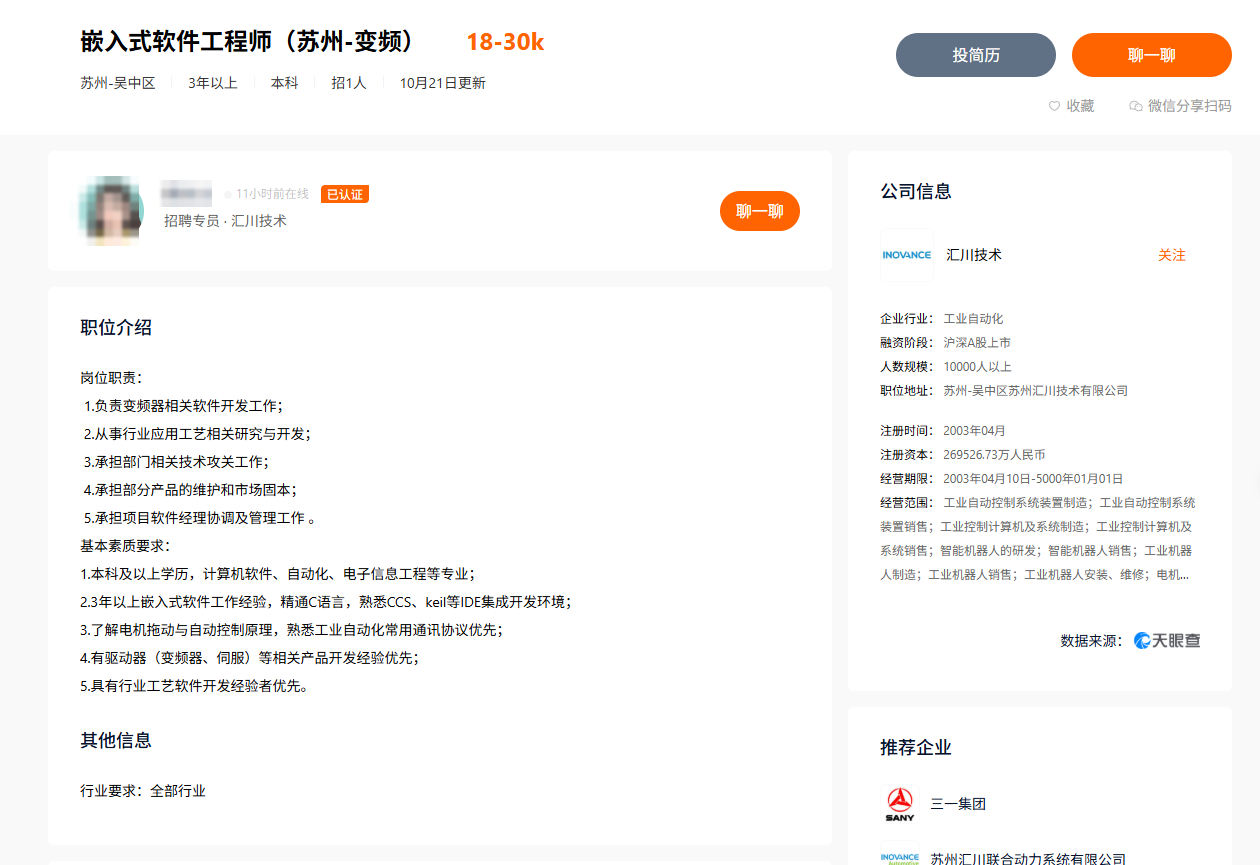 嵌入式软件工程师（苏州-变频） 18-30k
苏州-吴中区 3年以上 本科 招1人 10月21日更新
投简历 聊一聊
收藏 微信分享扫码
11小时前在线 已认证
招聘专员 · 汇川技术
聊一聊
职位介绍
岗位职责：
1.负责变频器相关软件开发工作；
2.从事行业应用工艺相关研究与开发；
3.承担部门相关技术攻关工作；
4.承担部分产品的维护和市场固本；
5.承担项目软件经理协调及管理工作 。
基本素质要求：
1.本科及以上学历，计算机软件、自动化、电子信息工程等专业；
2.3年以上嵌入式软件工作经验，精通C语言，熟悉CCS、keil等IDE集成开发环境；
3.了解电机拖动与自动控制原理，熟悉工业自动化常用通讯协议优先；
4.有驱动器（变频器、伺服）等相关产品开发经验优先；
5.具有行业工艺软件开发经验者优先。
其他信息
行业要求：全部行业
公司信息
INOVANCE 汇川技术 关注
企业行业： 工业自动化
融资阶段： 沪深A股上市
人数规模： 10000人以上
职位地址： 苏州-吴中区苏州汇川技术有限公司
注册时间： 2003年04月
注册资本： 269526.73万人民币
经营期限： 2003年04月10日-5000年01月01日
经营范围： 工业自动控制系统装置制造；工业自动控制系统
装置销售；工业控制计算机及系统制造；工业控制计算机及
系统销售；智能机器人的研发；智能机器人销售；工业机器
人制造；工业机器人销售；工业机器人安装、维修；电机...
数据来源： 天眼查
推荐企业
SANY 三一集团
INOVANCE Automotive 苏州汇川联合动力系统有限公司